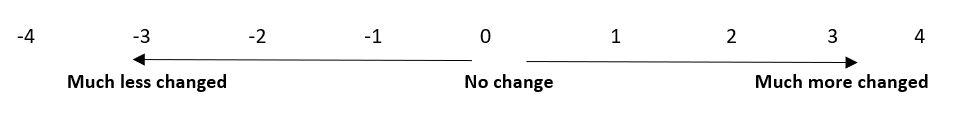 -4 -3 -2 -1 0 1 2 3 4
Much less changed No change Much more changed